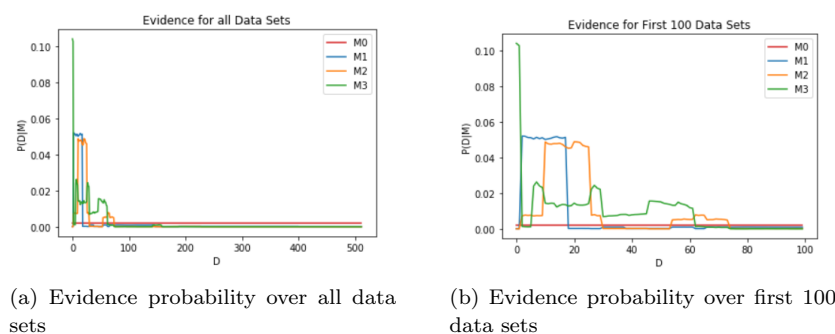 Evidence for all Data Sets
P(D|M)
0.10
0.08
0.06
0.04
0.02
0.00
M0
M1
M2
M3
0
100
200
300
400
500
D
Evidence for First 100 Data Sets
P(D|M)
0.10
0.08
0.06
0.04
0.02
0.00
M0
M1
M2
M3
0
20
40
60
80
100
D
(a) Evidence probability over all data
sets
(b) Evidence probability over first 100
data sets